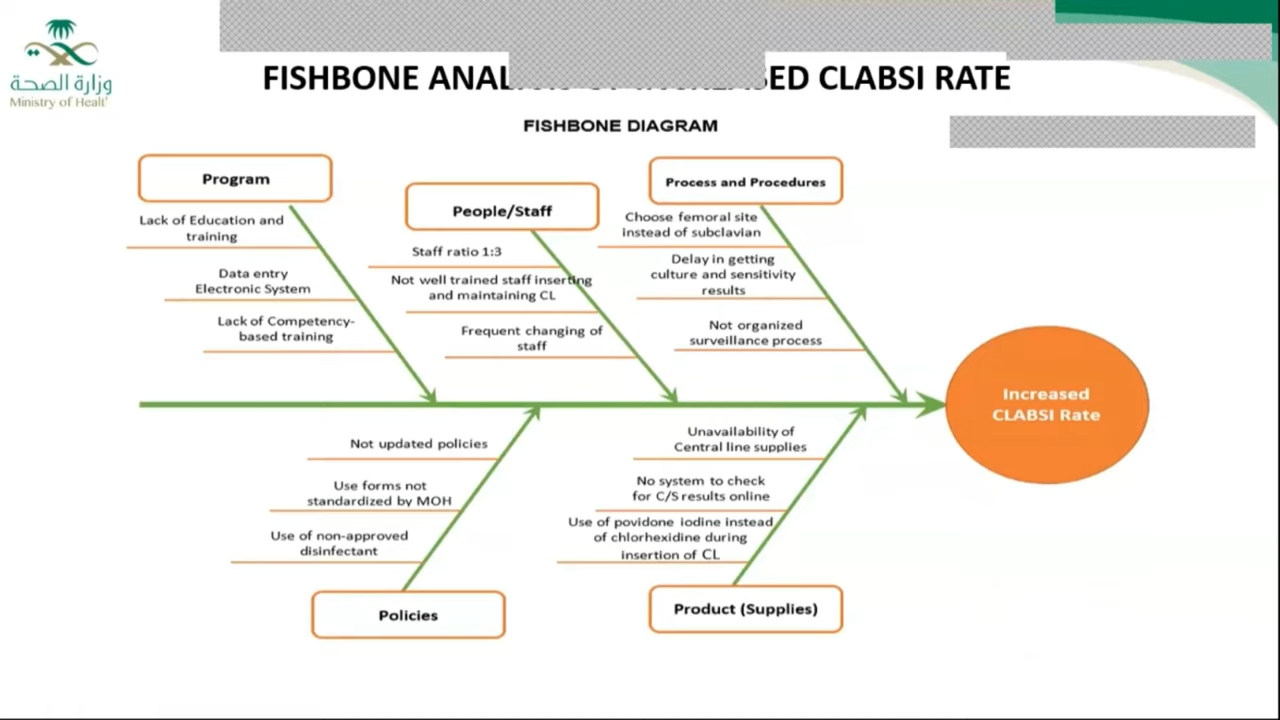 وزارة الصحة
Ministry of Healt
FISHBONE ANAL
ED CLABSI RATE
FISHBONE DIAGRAM
Program
Lack of Education and
training
Data entry
Electronic System
Lack of Competency-
based training
People/Staff
Staff ratio 1:3
Not well trained staff inserting
and maintaining CL
Frequent changing of
staff
Process and Procedures
Choose femoral site
instead of subclavian
Delay in getting
culture and sensitivity
results
Not organized
surveillance process
Increased
CLABSI Rate
Not updated policies
Use forms not
standardized by MOH
Use of non-approved
disinfectant
Policies
Unavailability of
Central line supplies
No system to check
for C/S results online
Use of povidone iodine instead
of chlorhexidine during
insertion of CL
Product (Supplies)